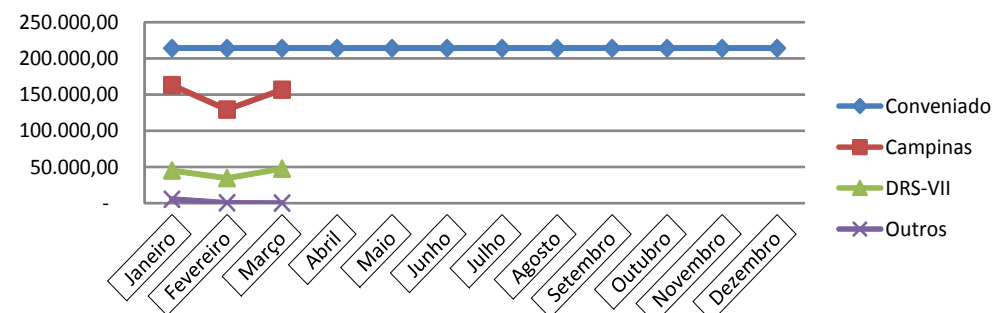 250.000,00
200.000,00
150.000,00
100.000,00
50.000,00
-
Janeiro
Fevereiro
Março
Abril
Maio
Junho
Julho
Agosto
Setembro
Outubro
Novembro
Dezembro
Conveniado
Campinas
DRS-VII
Outros